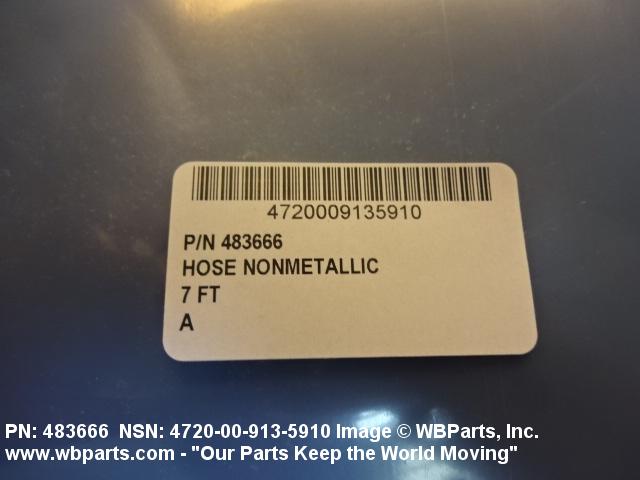 4720009135910
P/N 483666
HOSE NONMETALLIC
7 FT
A
PN: 483666 NSN: 4720-00-913-5910 Image © WBParts, Inc.
www.wbparts.com - "Our Parts Keep the World Moving"